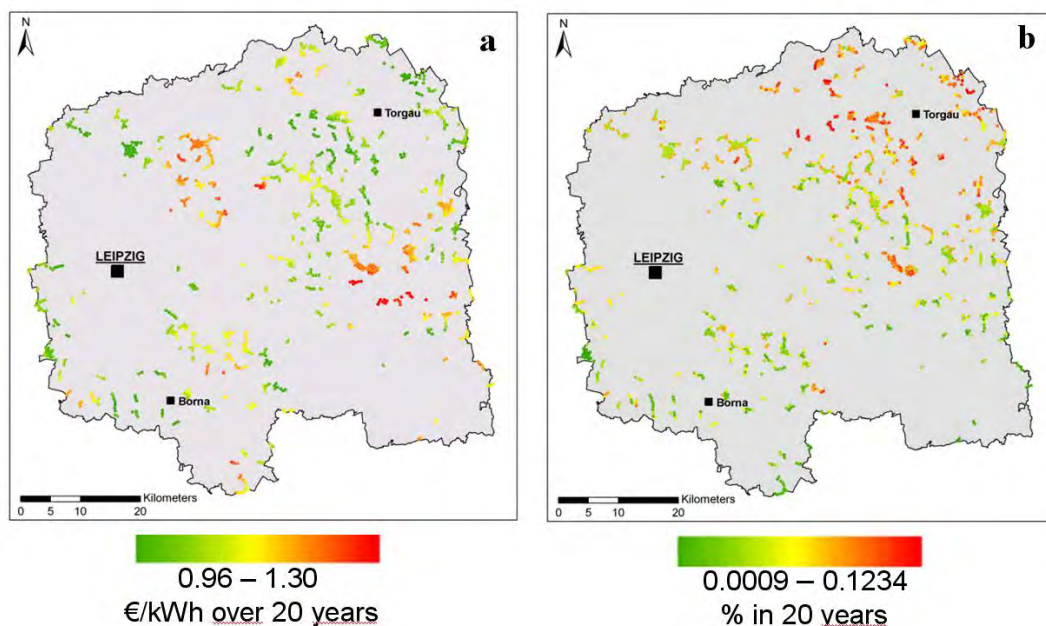 N
a
Torgau
LEIPZIG
Borna
Kilometers
0 5 10 20
0.96 – 1.30
€/kWh over 20 years
N
b
Torgau
LEIPZIG
Borna
Kilometers
0 5 10 20
0.0009 – 0.1234
% in 20 years